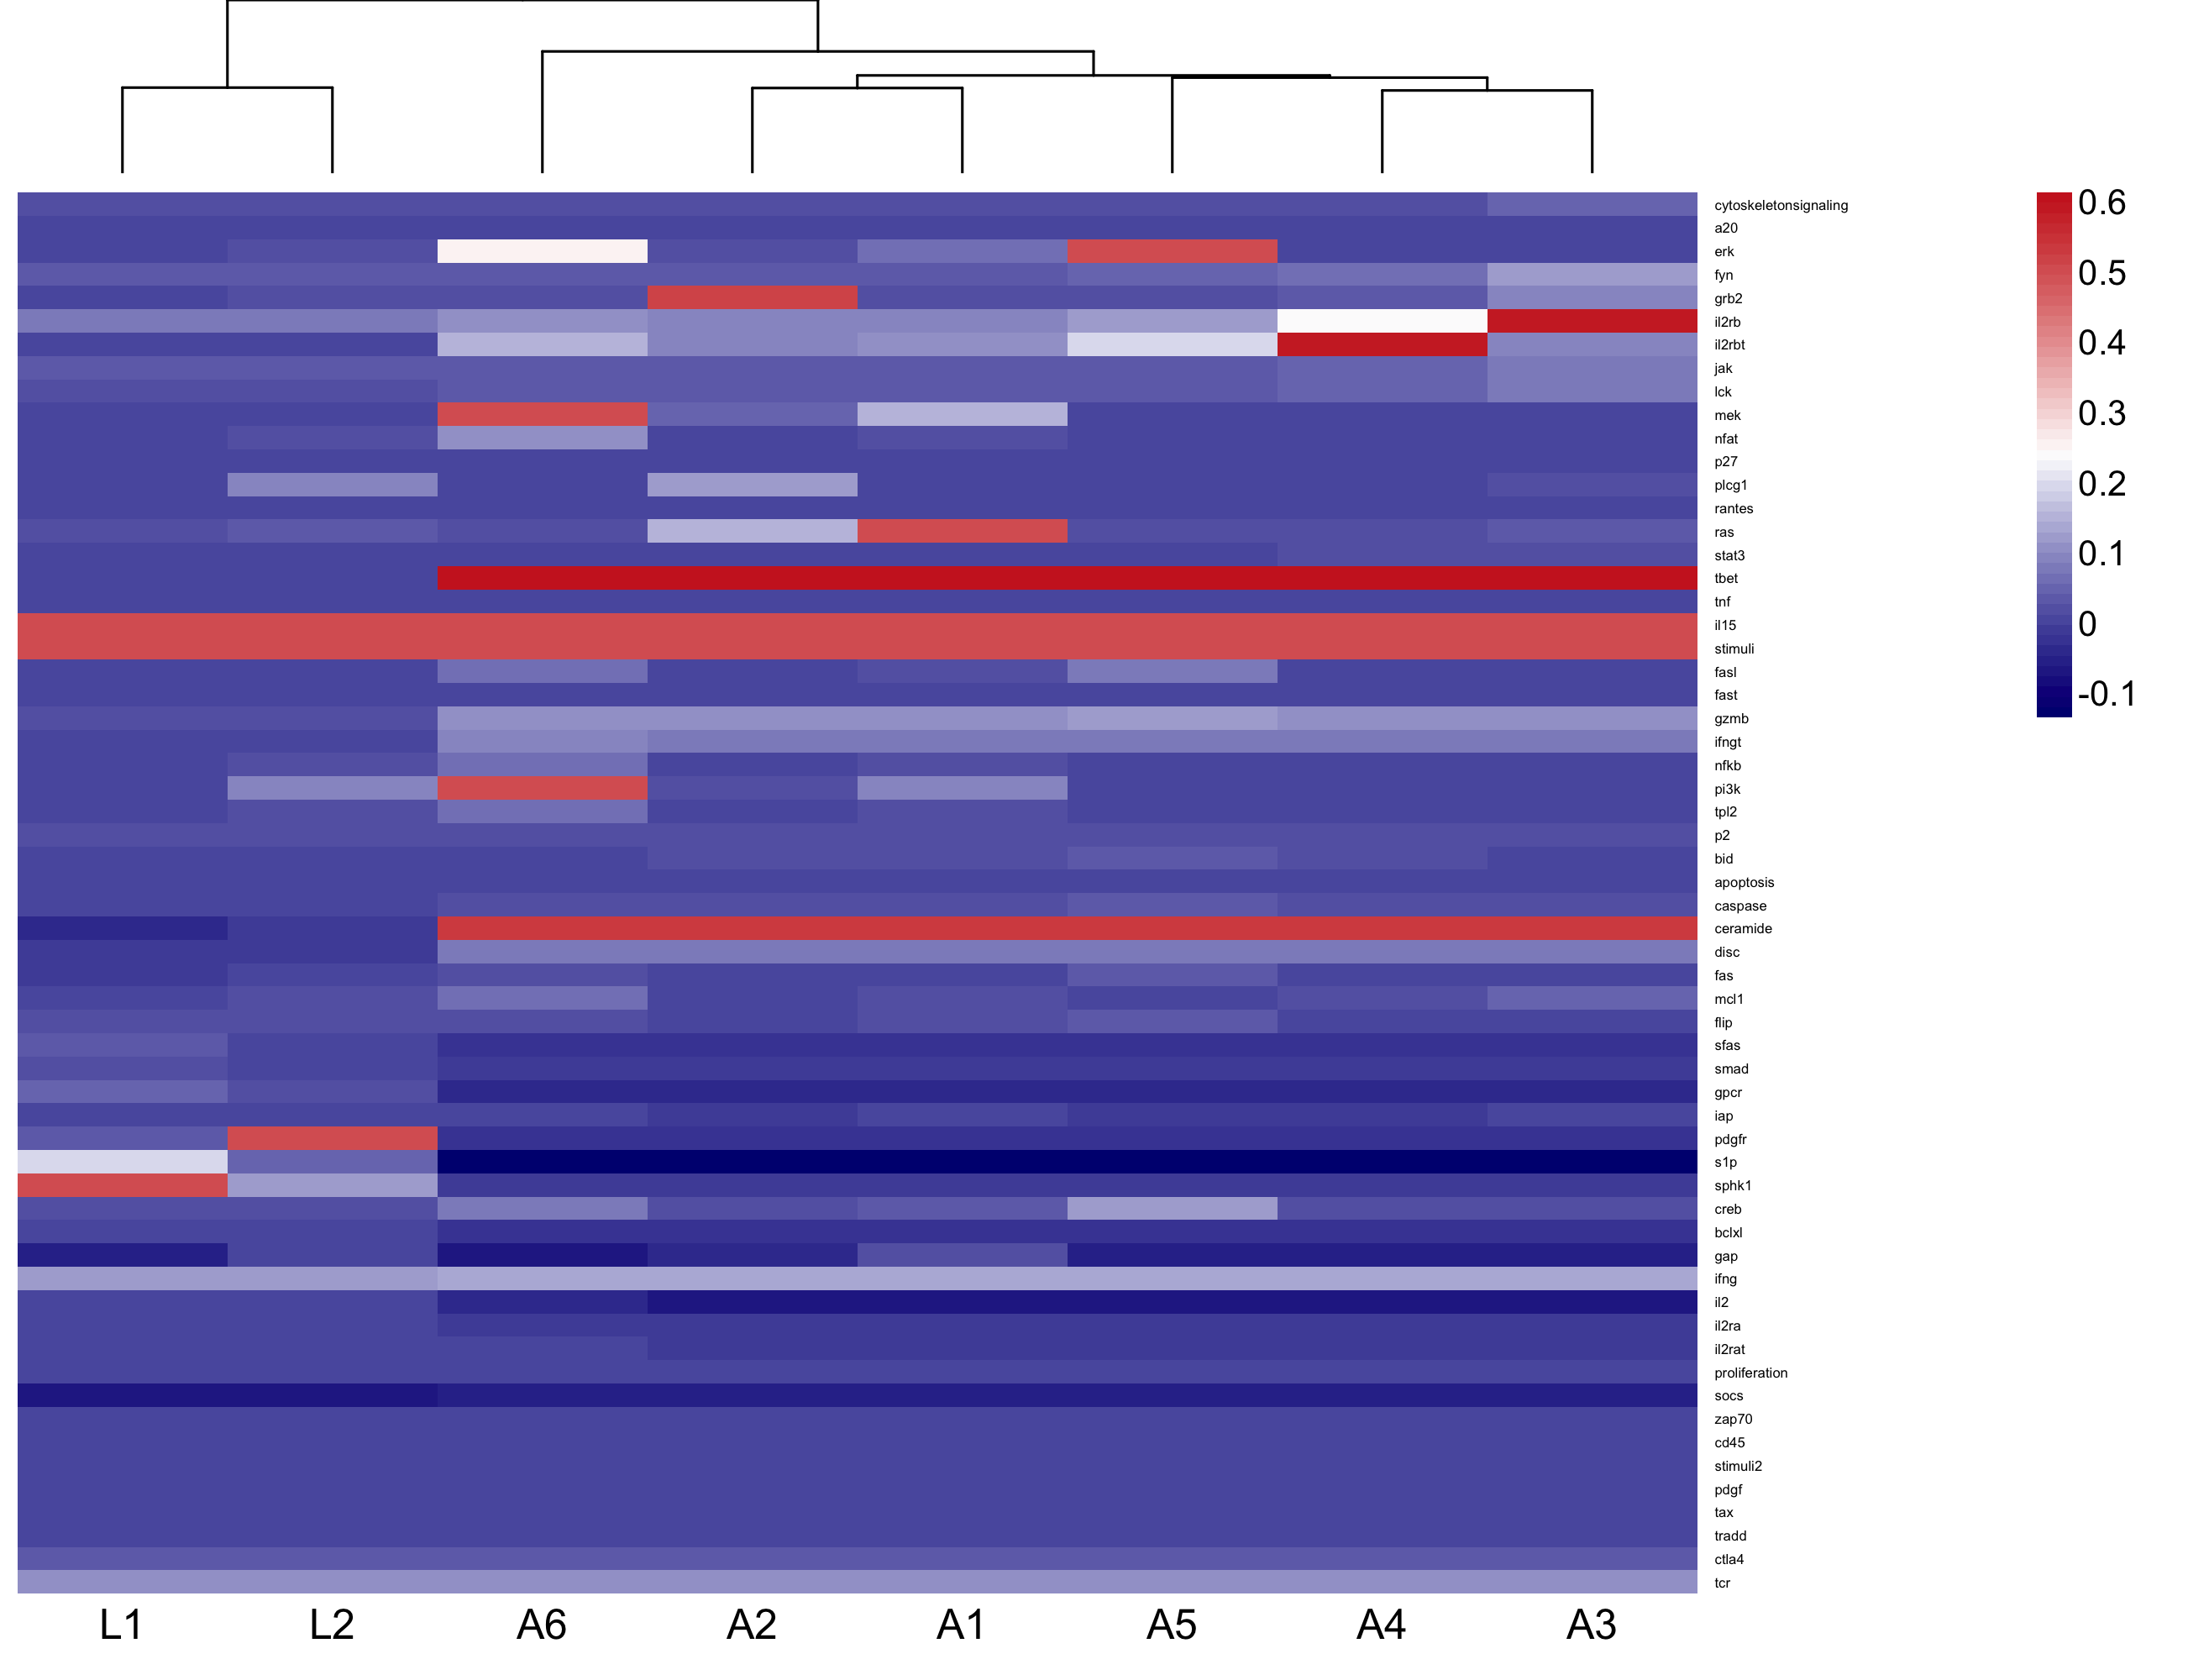 cytoskeletonsignaling
a20
erk
fyn
grb2
il2rb
il2rbt
jak
lck
mek
nfat
p27
plcg1
rantes
ras
stat3
tbet
tnf
il15
stimuli
fasl
fast
gzmb
ifngt
nfkb
pi3k
tpl2
p2
bid
apoptosis
caspase
ceramide
disc
fas
mcl1
flip
sfas
smad
gpcr
iap
pdgfr
s1p
sphk1
creb
bclxl
gap
ifng
il2
il2ra
il2rat
proliferation
socs
zap70
cd45
stimuli2
pdgf
tax
tradd
ctla4
tcr
0.6
0.5
0.4
0.3
0.2
0.1
0
-0.1
L1 L2 A6 A2 A1 A5 A4 A3